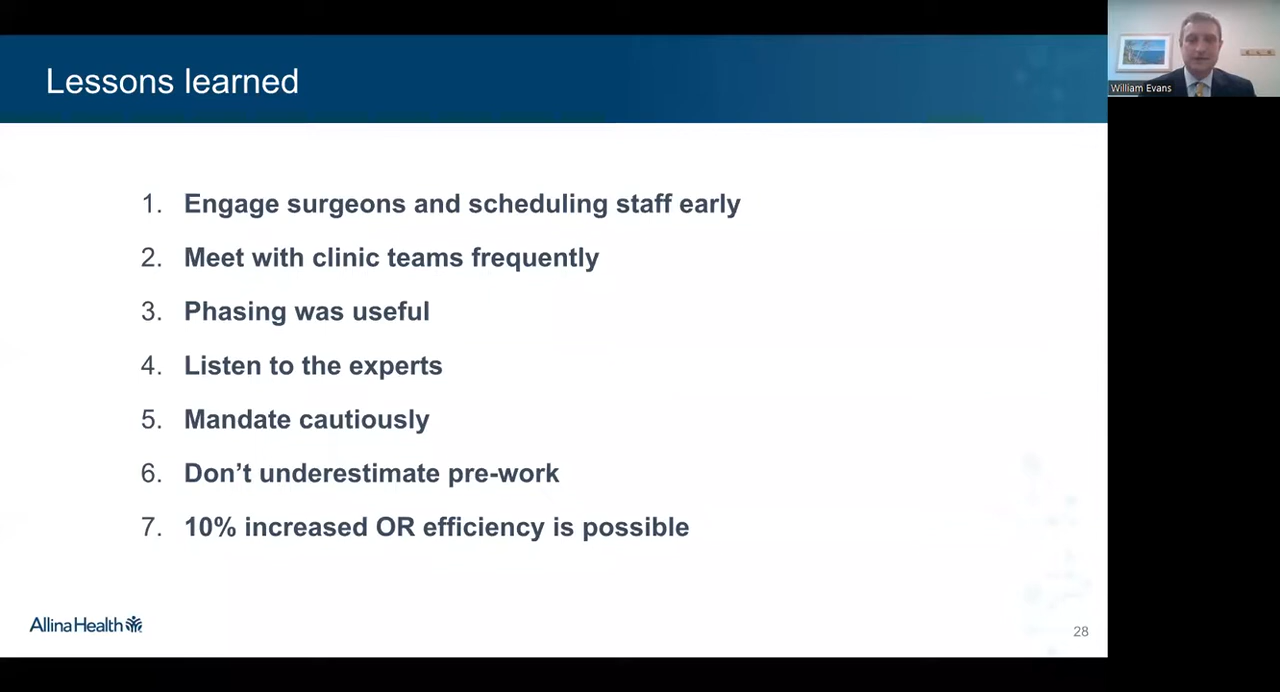 Lessons learned
William Evans
1. Engage surgeons and scheduling staff early
2. Meet with clinic teams frequently
3. Phasing was useful
4. Listen to the experts
5. Mandate cautiously
6. Don’t underestimate pre-work
7. 10% increased OR efficiency is possible
Allina Health
28